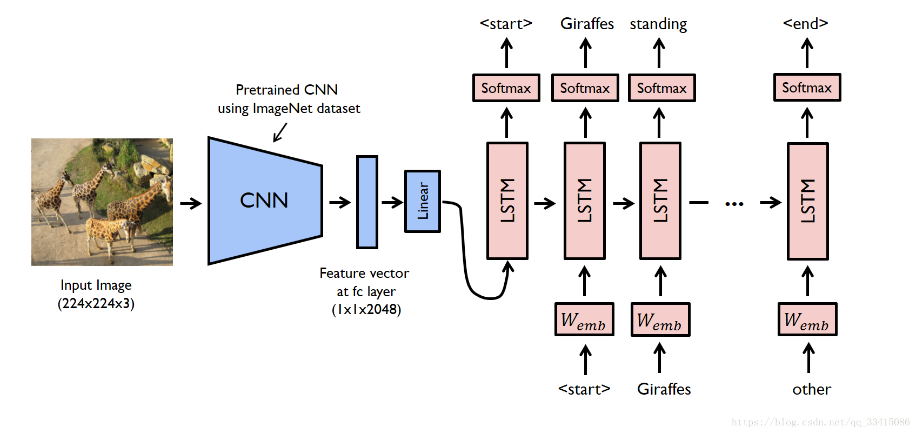 <start> Giraffes standing <end>
Softmax Softmax Softmax Softmax
Pretrained CNN
using ImageNet dataset
CNN
Linear
LSTM LSTM LSTM ... LSTM
Input Image
(224x224x3)
Feature vector
at fc layer
(1x1x2048)
W_emb W_emb W_emb
<start> Giraffes other
https://blog.csdn.net/qq_33415086